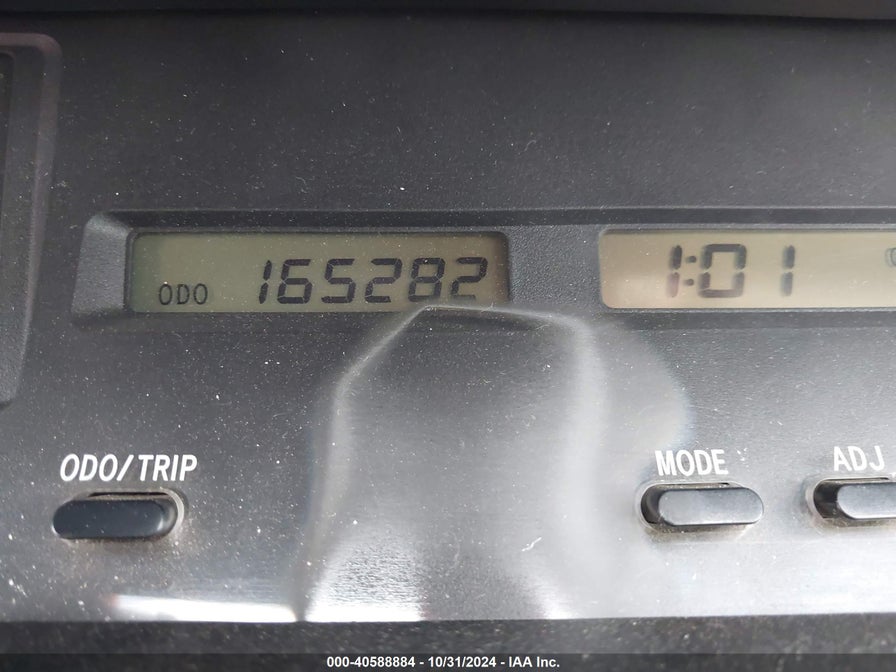 ODO 165282
1:01
ODO/TRIP
MODE
ADJ
000-40588884 - 10/31/2024 - IAA Inc.